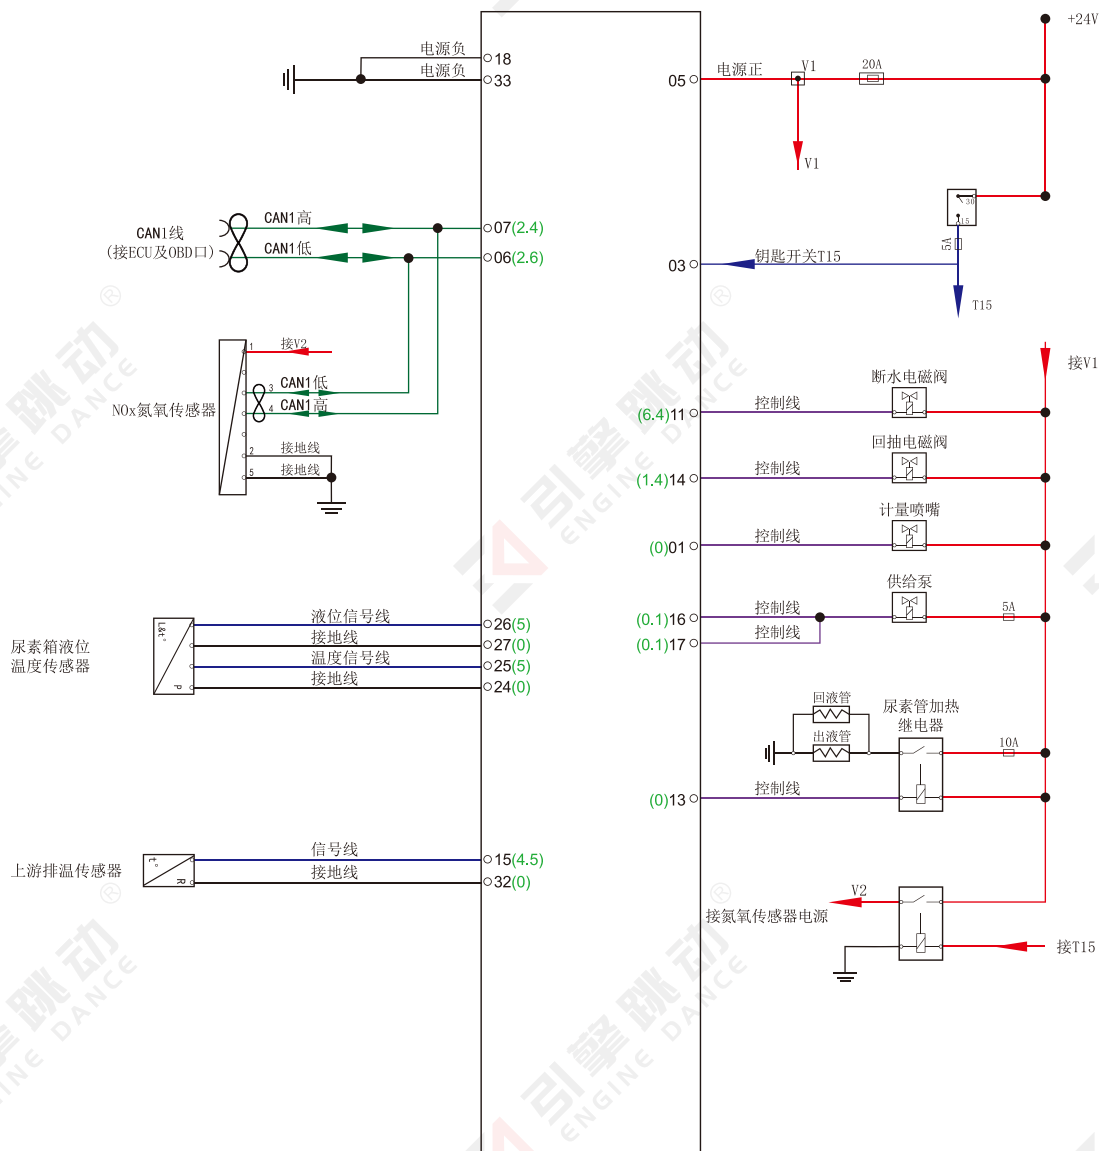 +24V
电源负
18
电源负
33
05
电源正
V1
20A
V1
30
15
5A
03
钥匙开关T15
T15
CAN1线
(接ECU及OBD口)
CAN1高
07(2.4)
CAN1低
06(2.6)
NOx氮氧传感器
1
接V2
3
CAN1低
4
CAN1高
2
接地线
5
接地线
接V1
断水电磁阀
(6.4)11
控制线
回抽电磁阀
(1.4)14
控制线
计量喷嘴
(0)01
控制线
供给泵
(0.1)16
控制线
5A
(0.1)17
控制线
尿素箱液位
温度传感器
L&t°
P
液位信号线
26(5)
接地线
27(0)
温度信号线
25(5)
接地线
24(0)
回液管
出液管
尿素管加热
继电器
10A
(0)13
控制线
上游排温传感器
t°
R
信号线
15(4.5)
接地线
32(0)
V2
接氮氧传感器电源
接T15
引擎跳动®
ENGINE DANCE
引擎跳动®
ENGINE DANCE